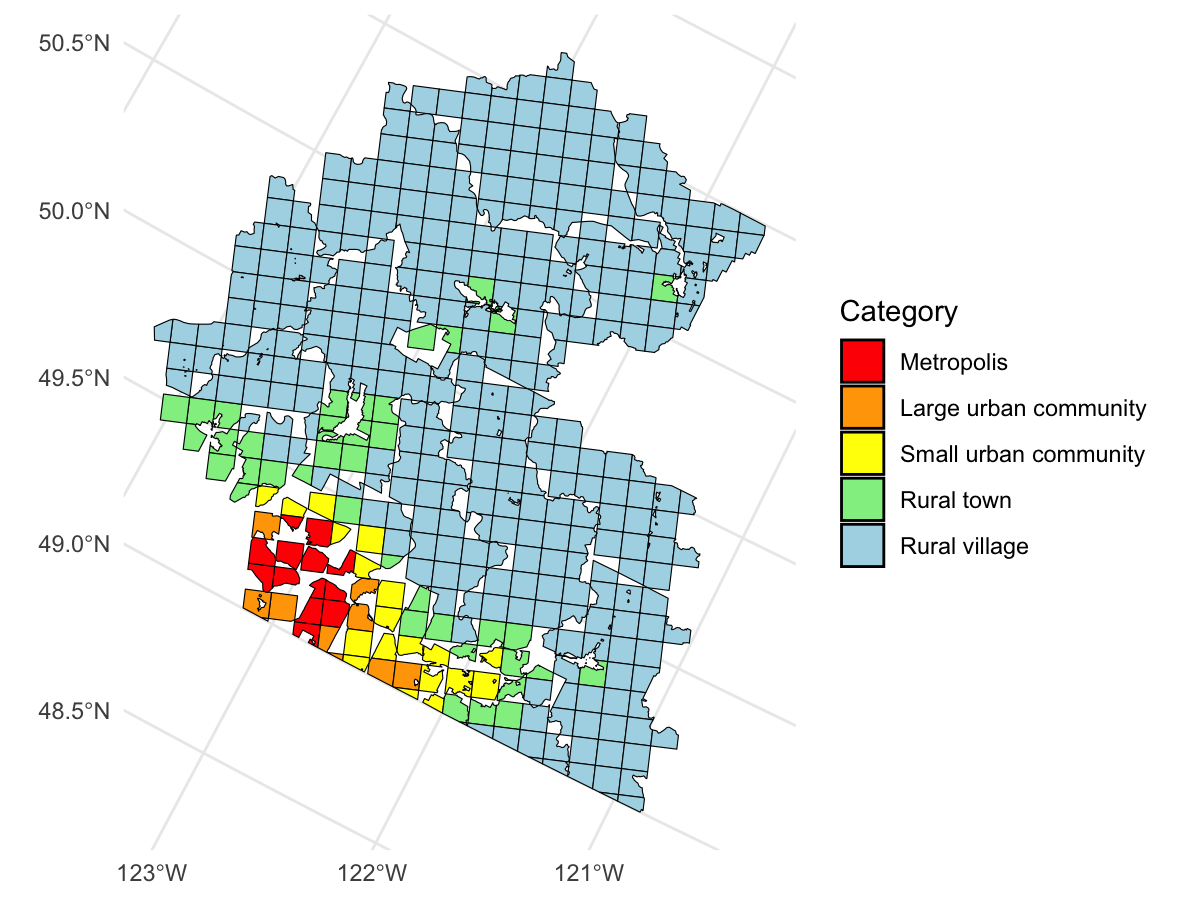 50.5°N
50.0°N
49.5°N
49.0°N
48.5°N
123°W
122°W
121°W
Category
Metropolis
Large urban community
Small urban community
Rural town
Rural village